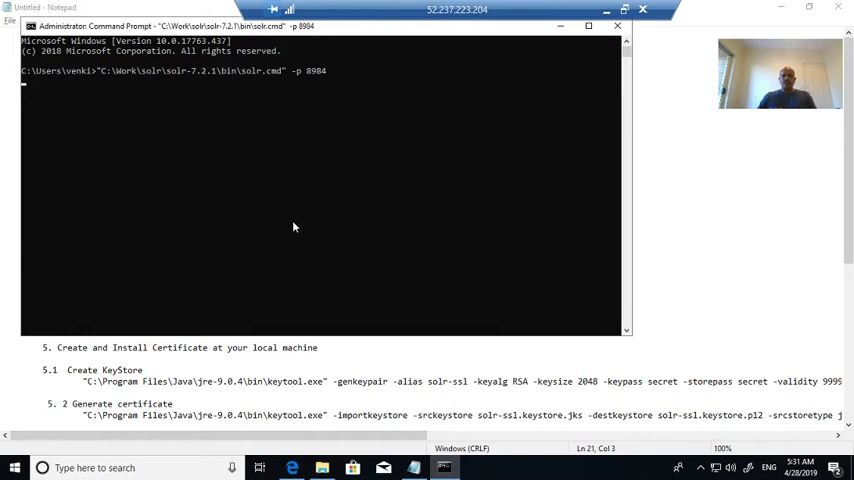 Untitled - Notepad
52.237.223.204
File
Administrator: Command Prompt - "C:\Work\solr\solr-7.2.1\bin\solr.cmd" -p 8984
Microsoft Windows [Version 10.0.17763.437]
(c) 2018 Microsoft Corporation. All rights reserved.
C:\Users\venki>"C:\Work\solr\solr-7.2.1\bin\solr.cmd" -p 8984
5. Create and Install Certificate at your local machine
5.1 Create KeyStore
"C:\Program Files\Java\jre-9.0.4\bin\keytool.exe" -genkeypair -alias solr-ssl -keyalg RSA -keysize 2048 -keypass secret -storepass secret -validity 9999
5. 2 Generate certificate
"C:\Program Files\Java\jre-9.0.4\bin\keytool.exe" -importkeystore -srckeystore solr-ssl.keystore.jks -destkeystore solr-ssl.keystore.p12 -srcstoretype j
Windows (CRLF)
Ln 21, Col 3
100%
Type here to search
ENG
5:31 AM
4/28/2019
2